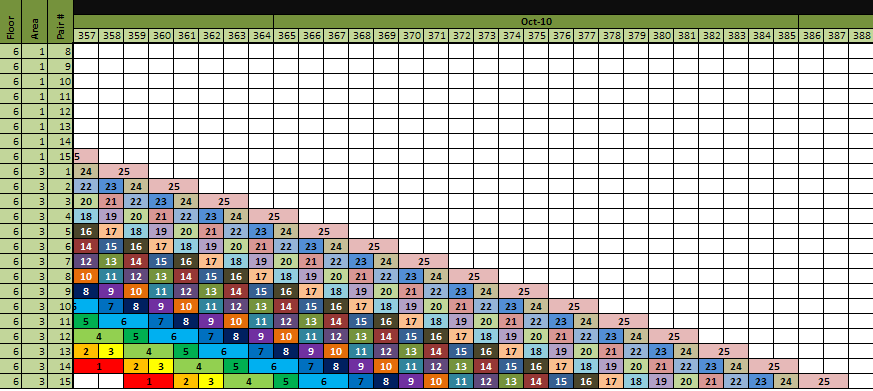 Oct-10
Floor Area Pair # 357 358 359 360 361 362 363 364 365 366 367 368 369 370 371 372 373 374 375 376 377 378 379 380 381 382 383 384 385 386 387 388
6 1 8
6 1 9
6 1 10
6 1 11
6 1 12
6 1 13
6 1 14
6 1 15 5
6 3 1 24 25
6 3 2 22 23 24 25
6 3 3 20 21 22 23 24 25
6 3 4 18 19 20 21 22 23 24 25
6 3 5 16 17 18 19 20 21 22 23 24 25
6 3 6 14 15 16 17 18 19 20 21 22 23 24 25
6 3 7 12 13 14 15 16 17 18 19 20 21 22 23 24 25
6 3 8 10 11 12 13 14 15 16 17 18 19 20 21 22 23 24 25
6 3 9 8 9 10 11 12 13 14 15 16 17 18 19 20 21 22 23 24 25
6 3 10 7 8 9 10 11 12 13 14 15 16 17 18 19 20 21 22 23 24 25
6 3 11 5 6 7 8 9 10 11 12 13 14 15 16 17 18 19 20 21 22 23 24 25
6 3 12 4 5 6 7 8 9 10 11 12 13 14 15 16 17 18 19 20 21 22 23 24 25
6 3 13 2 3 4 5 6 7 8 9 10 11 12 13 14 15 16 17 18 19 20 21 22 23 24 25
6 3 14 1 2 3 4 5 6 7 8 9 10 11 12 13 14 15 16 17 18 19 20 21 22 23 24 25
6 3 15 1 2 3 4 5 6 7 8 9 10 11 12 13 14 15 16 17 18 19 20 21 22 23 24 25